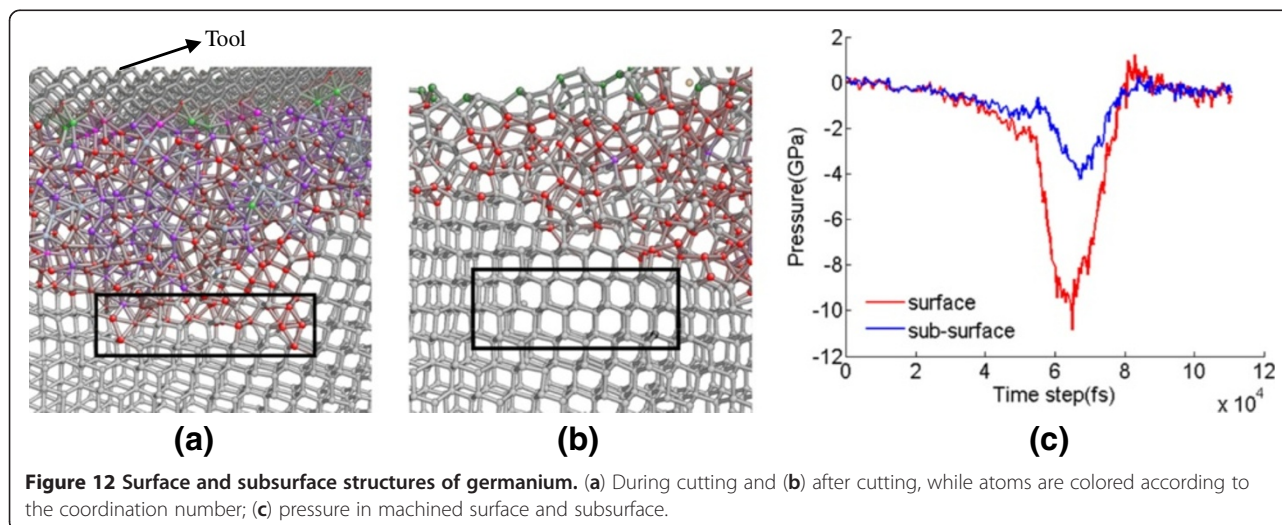 Tool
(a)
(b)
2
0
-2
-4
-6
-8
-10
-12
Pressure(GPa)
surface
sub-surface
0 2 4 6 8 10 12
Time step(fs)
x 10⁴
(c)
Figure 12 Surface and subsurface structures of germanium. (a) During cutting and (b) after cutting, while atoms are colored according to
the coordination number; (c) pressure in machined surface and subsurface.